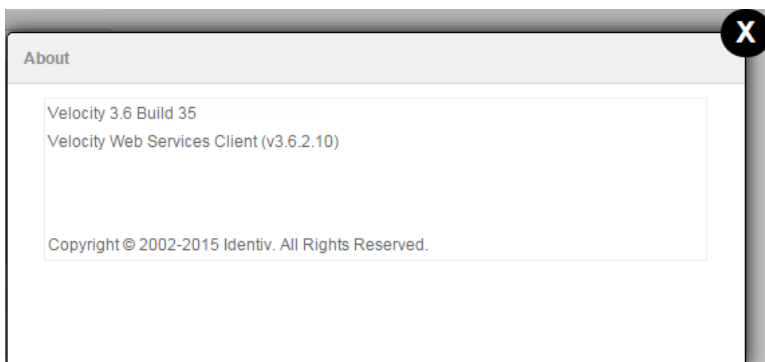 X
About
Velocity 3.6 Build 35
Velocity Web Services Client (v3.6.2.10)
Copyright © 2002-2015 Identiv. All Rights Reserved.